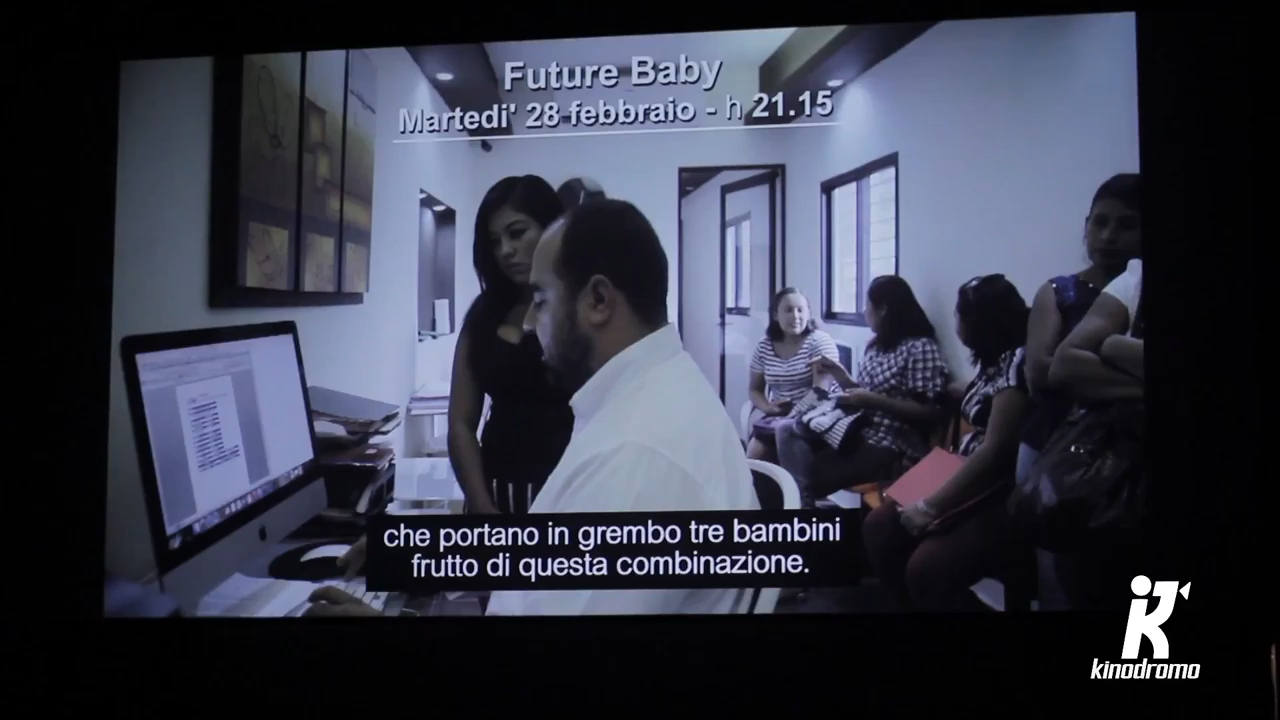 Future Baby
Martedi' 28 febbraio - h 21.15
che portano in grembo tre bambini
frutto di questa combinazione.
kinodromo